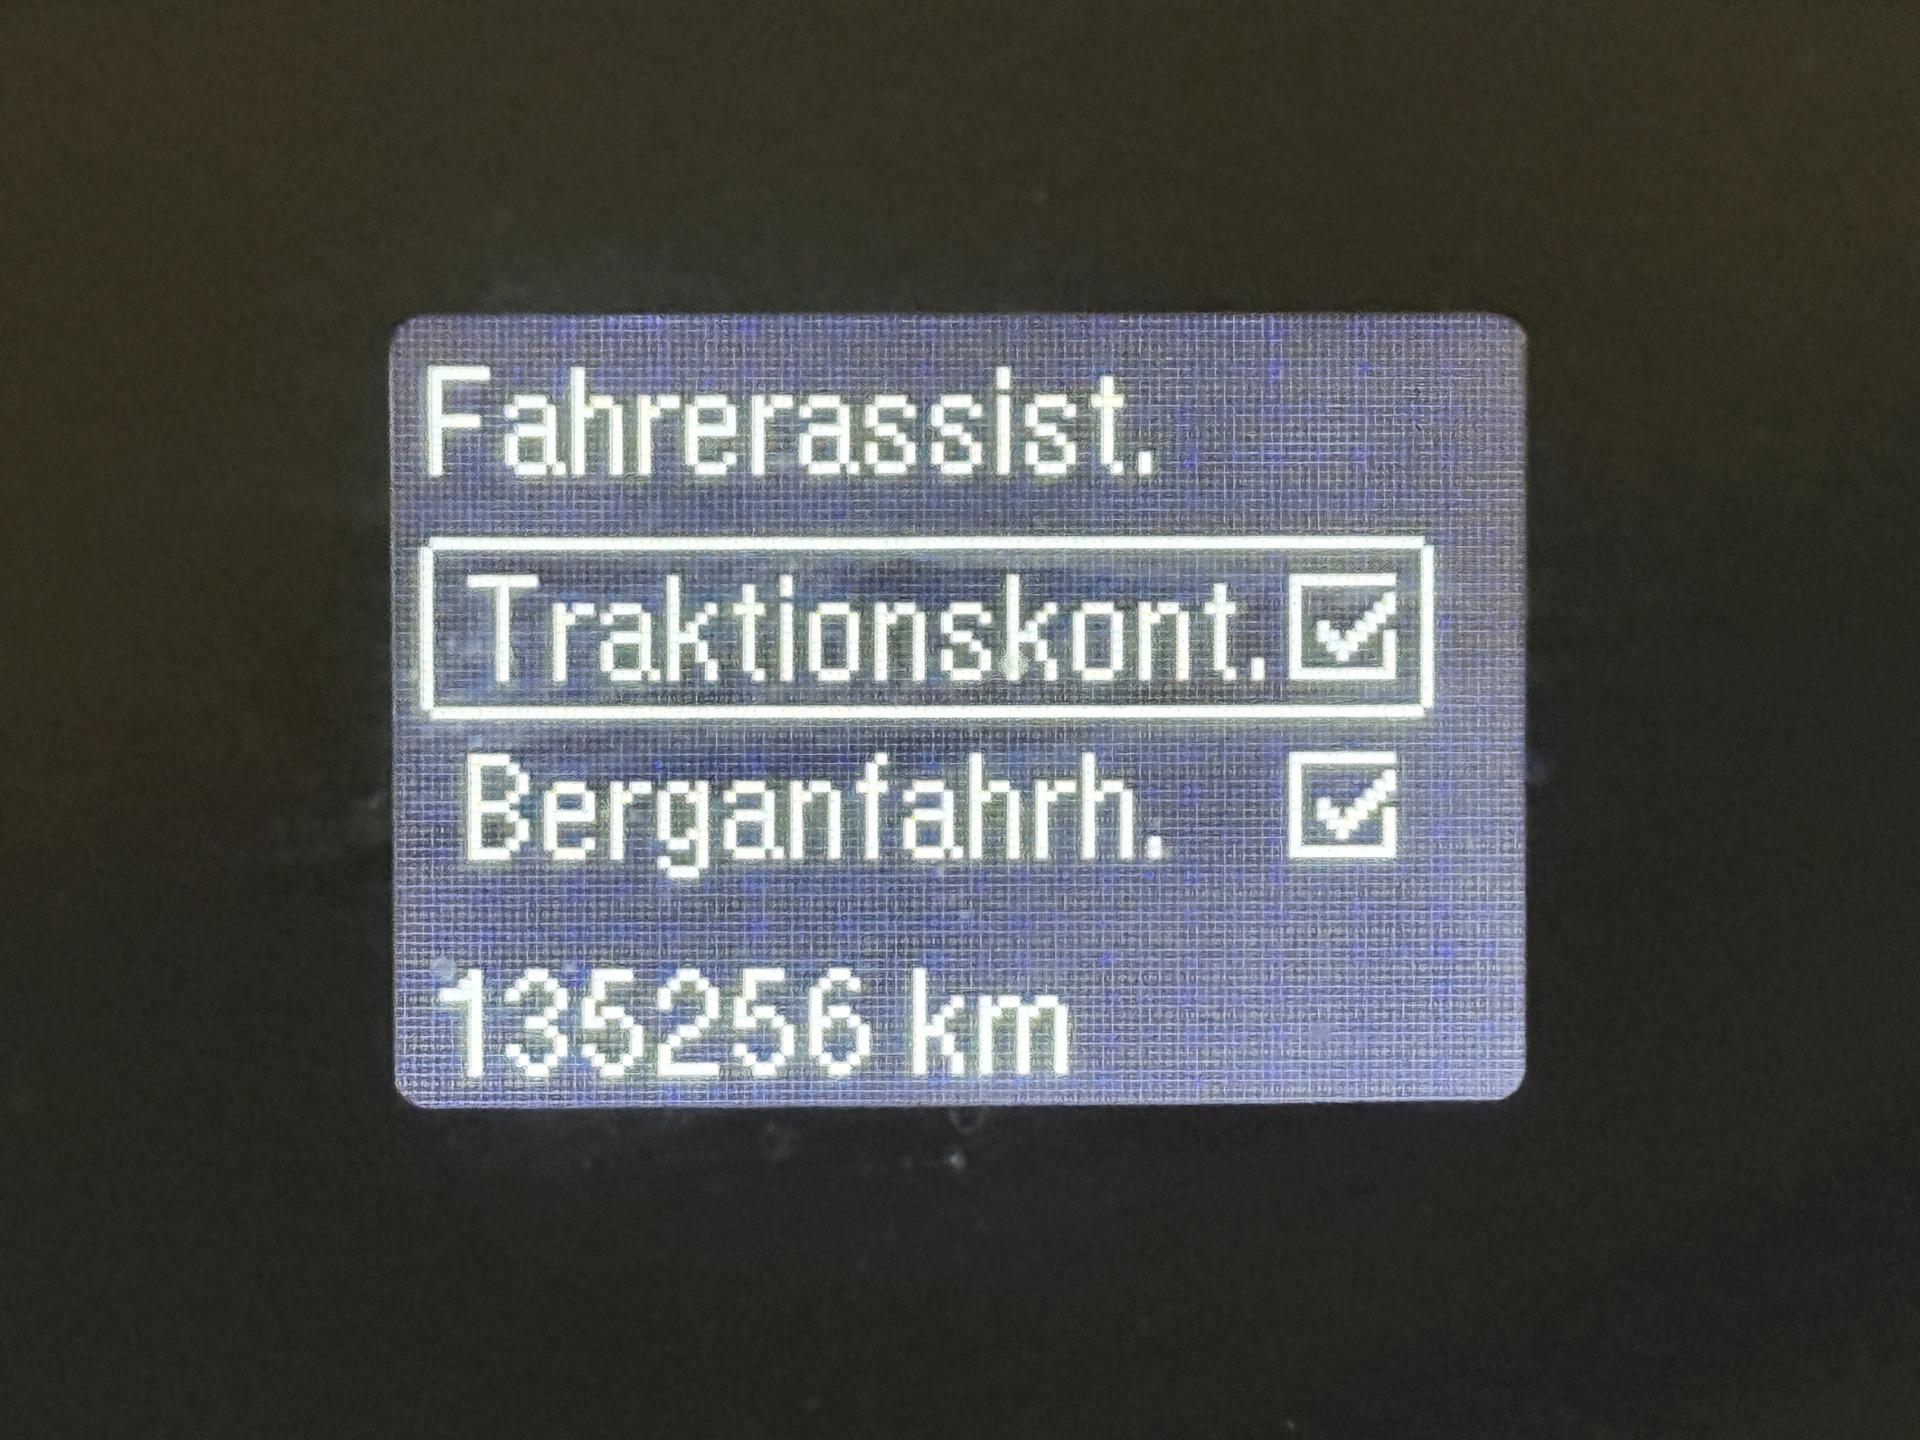 Fahrerassist.
Traktionskont.
Berganfahrh.
135256 km